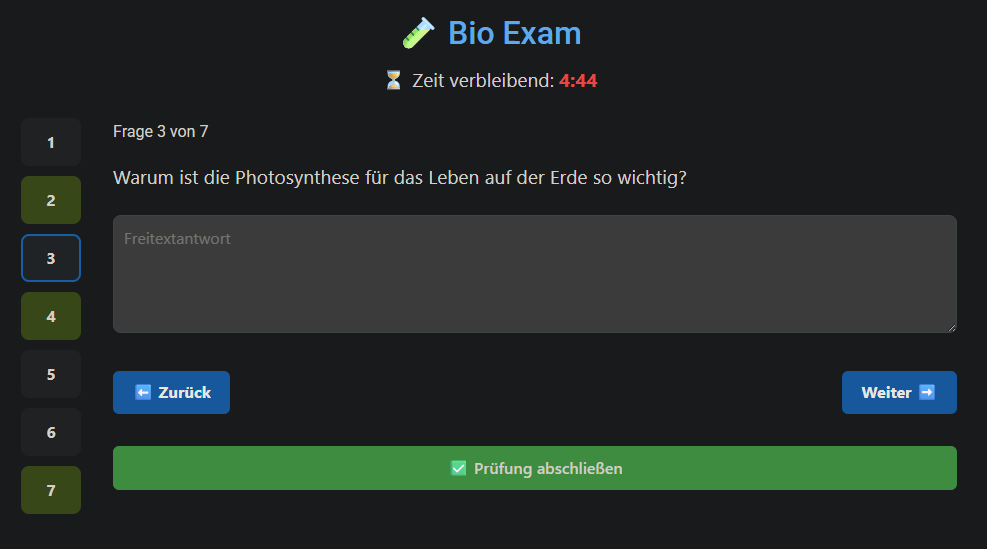 Bio Exam
Zeit verbleibend: 4:44
Frage 3 von 7
Warum ist die Photosynthese für das Leben auf der Erde so wichtig?
Freitextantwort
1
2
3
4
5
6
7
Zurück
Weiter
Prüfung abschließen